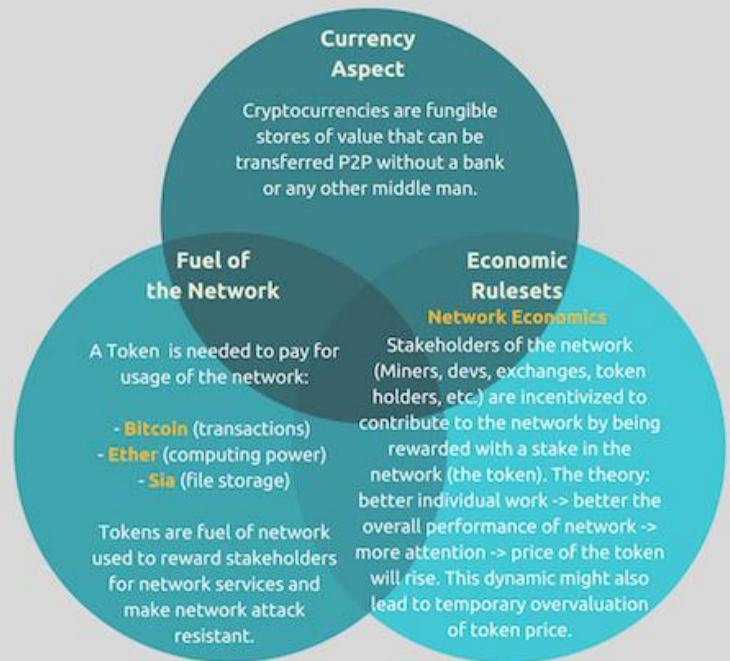 Currency
Aspect
Cryptocurrencies are fungible
stores of value that can be
transferred P2P without a bank
or any other middle man.
Fuel of
the Network
A Token is needed to pay for
usage of the network:
- Bitcoin (transactions)
- Ether (computing power)
- Sia (file storage)
Tokens are fuel of network
used to reward stakeholders
for network services and
make network attack
resistant.
Economic
Rulesets
Network Economics
Stakeholders of the network
(Miners, devs, exchanges, token
holders, etc.) are incentivized to
contribute to the network by being
rewarded with a stake in the
network (the token). The theory:
better individual work -> better the
overall performance of network ->
more attention -> price of the token
will rise. This dynamic might also
lead to temporary overvaluation
of token price.